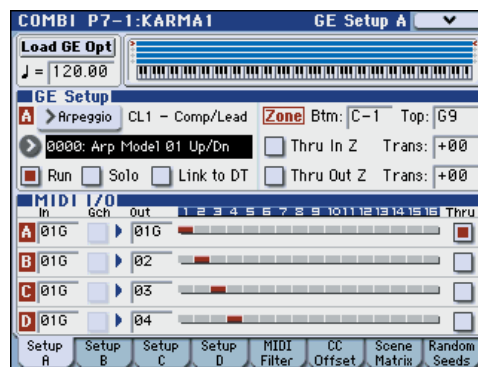 COMBI P7-1:KARMA1 GE Setup A
Load GE Opt
♩= 120.00
GE Setup
A Arpeggio CL1 - Comp/Lead Zone Btm: C-1 Top: G9
0000: Arp Model 01 Up/Dn Thru In Z Trans: +00
Run Solo Link to DT Thru Out Z Trans: +00
MIDI I/O
In Gch Out 1 2 3 4 5 6 7 8 9 10 11 12 13 14 15 16 Thru
A 01G 01G
B 01G 02
C 01G 03
D 01G 04
Setup A Setup B Setup C Setup D MIDI Filter CC Offset Scene Matrix Random Seeds